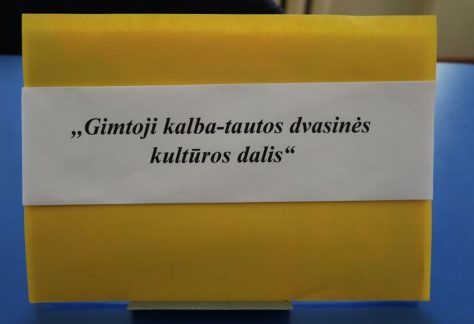 ,,Gimtoji kalba-tautos dvasinės
kultūros dalis“